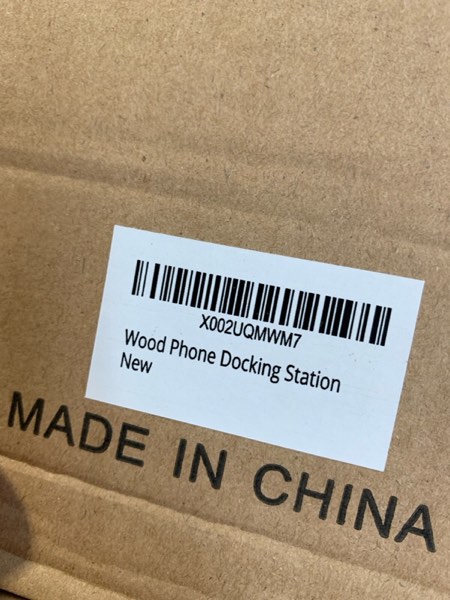 X002UQMWM7
Wood Phone Docking Station
New
MADE IN CHINA